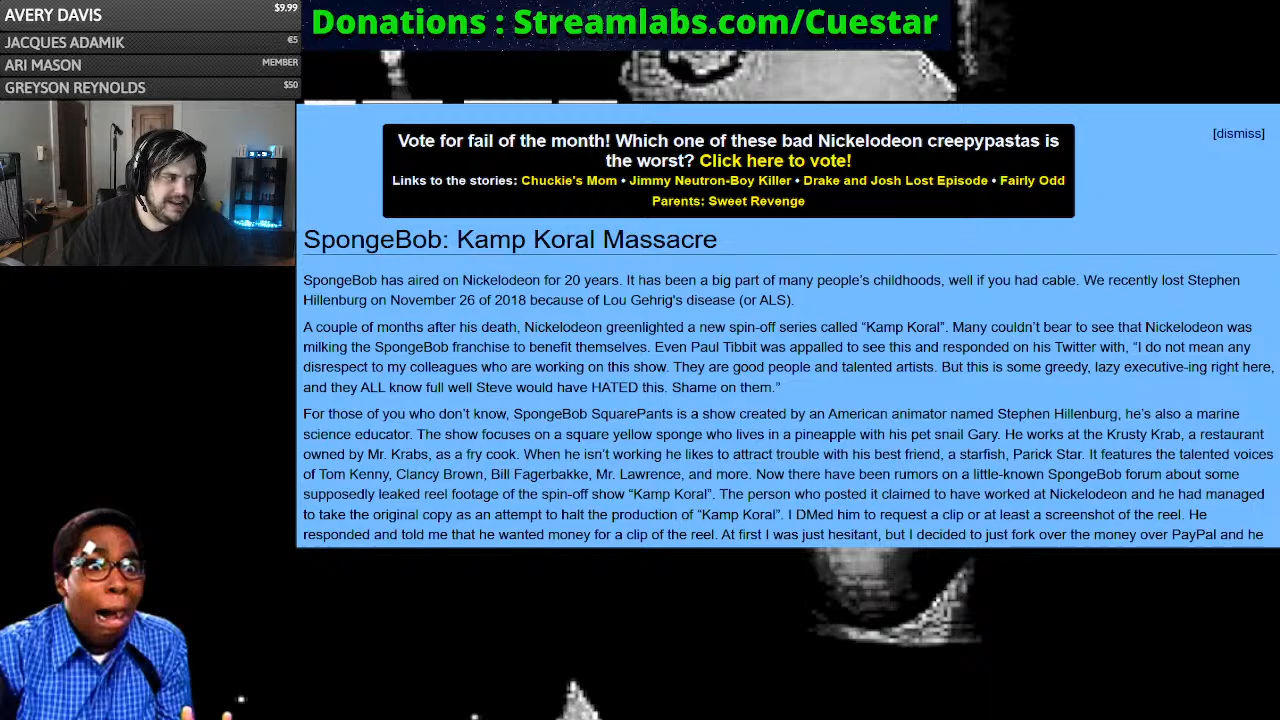 AVERY DAVIS $9.99
JACQUES ADAMIK €5
ARI MASON MEMBER
GREYSON REYNOLDS $50
Donations : Streamlabs.com/Cuestar
Vote for fail of the month! Which one of these bad Nickelodeon creepypastas is
the worst? Click here to vote!
Links to the stories: Chuckie's Mom • Jimmy Neutron-Boy Killer • Drake and Josh Lost Episode • Fairly Odd
Parents: Sweet Revenge
[dismiss]
SpongeBob: Kamp Koral Massacre
SpongeBob has aired on Nickelodeon for 20 years. It has been a big part of many people's childhoods, well if you had cable. We recently lost Stephen
Hillenburg on November 26 of 2018 because of Lou Gehrig's disease (or ALS).
A couple of months after his death, Nickelodeon greenlighted a new spin-off series called “Kamp Koral”. Many couldn’t bear to see that Nickelodeon was
milking the SpongeBob franchise to benefit themselves. Even Paul Tibbit was appalled to see this and responded on his Twitter with, “I do not mean any
disrespect to my colleagues who are working on this show. They are good people and talented artists. But this is some greedy, lazy executive-ing right here,
and they ALL know full well Steve would have HATED this. Shame on them.”
For those of you who don’t know, SpongeBob SquarePants is a show created by an American animator named Stephen Hillenburg, he’s also a marine
science educator. The show focuses on a square yellow sponge who lives in a pineapple with his pet snail Gary. He works at the Krusty Krab, a restaurant
owned by Mr. Krabs, as a fry cook. When he isn’t working he likes to attract trouble with his best friend, a starfish, Parick Star. It features the talented voices
of Tom Kenny, Clancy Brown, Bill Fagerbakke, Mr. Lawrence, and more. Now there have been rumors on a little-known SpongeBob forum about some
supposedly leaked reel footage of the spin-off show “Kamp Koral”. The person who posted it claimed to have worked at Nickelodeon and he had managed
to take the original copy as an attempt to halt the production of “Kamp Koral”. I DMed him to request a clip or at least a screenshot of the reel. He
responded and told me that he wanted money for a clip of the reel. At first I was just hesitant, but I decided to just fork over the money over PayPal and he